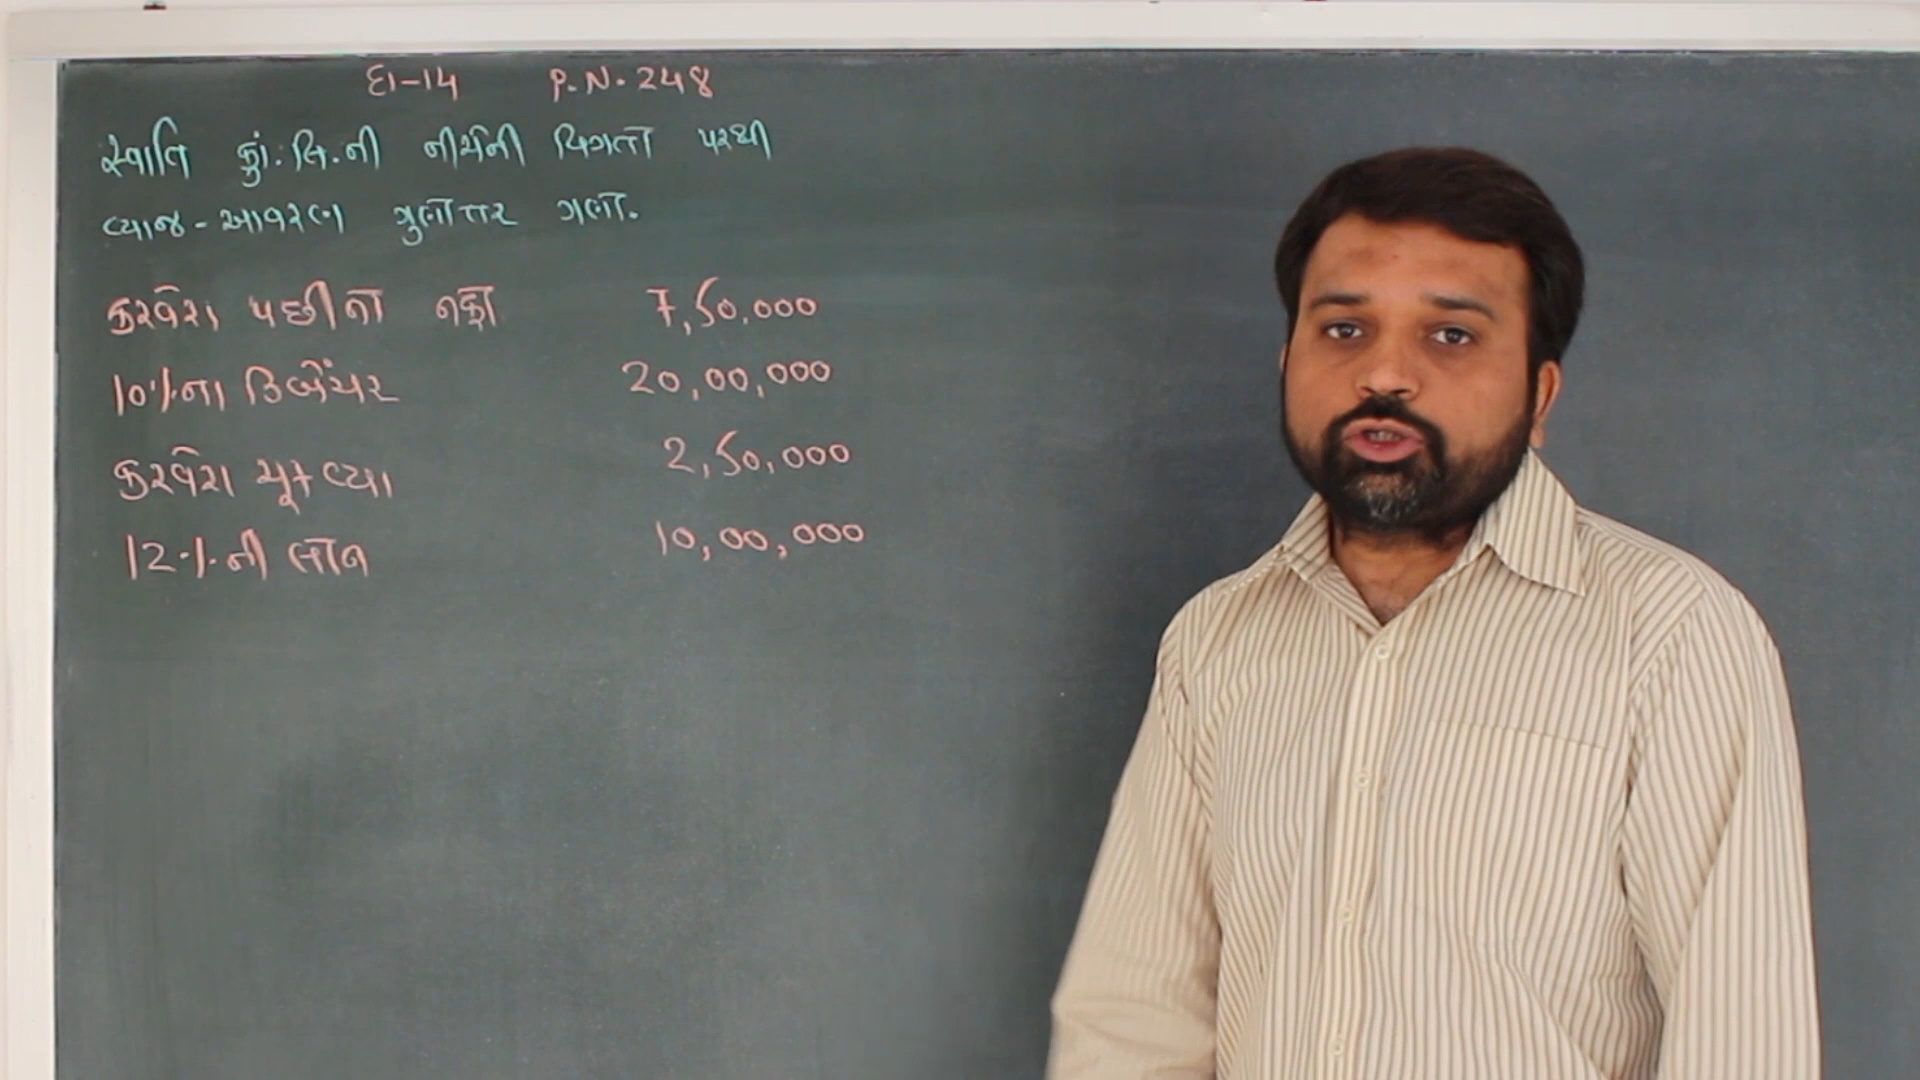 દા-14 P.N. 248
સ્વાતિ કું. લિ.ની નીચેની વિગતો પરથી
વ્યાજ-આવરણ ગુણોત્તર ગણો.
કરવેરા પછીનો નફો 7,50,000
10%ના ડિબેંચર 20,00,000
કરવેરા ચૂકવ્યા 2,50,000
12%ની લોન 10,00,000